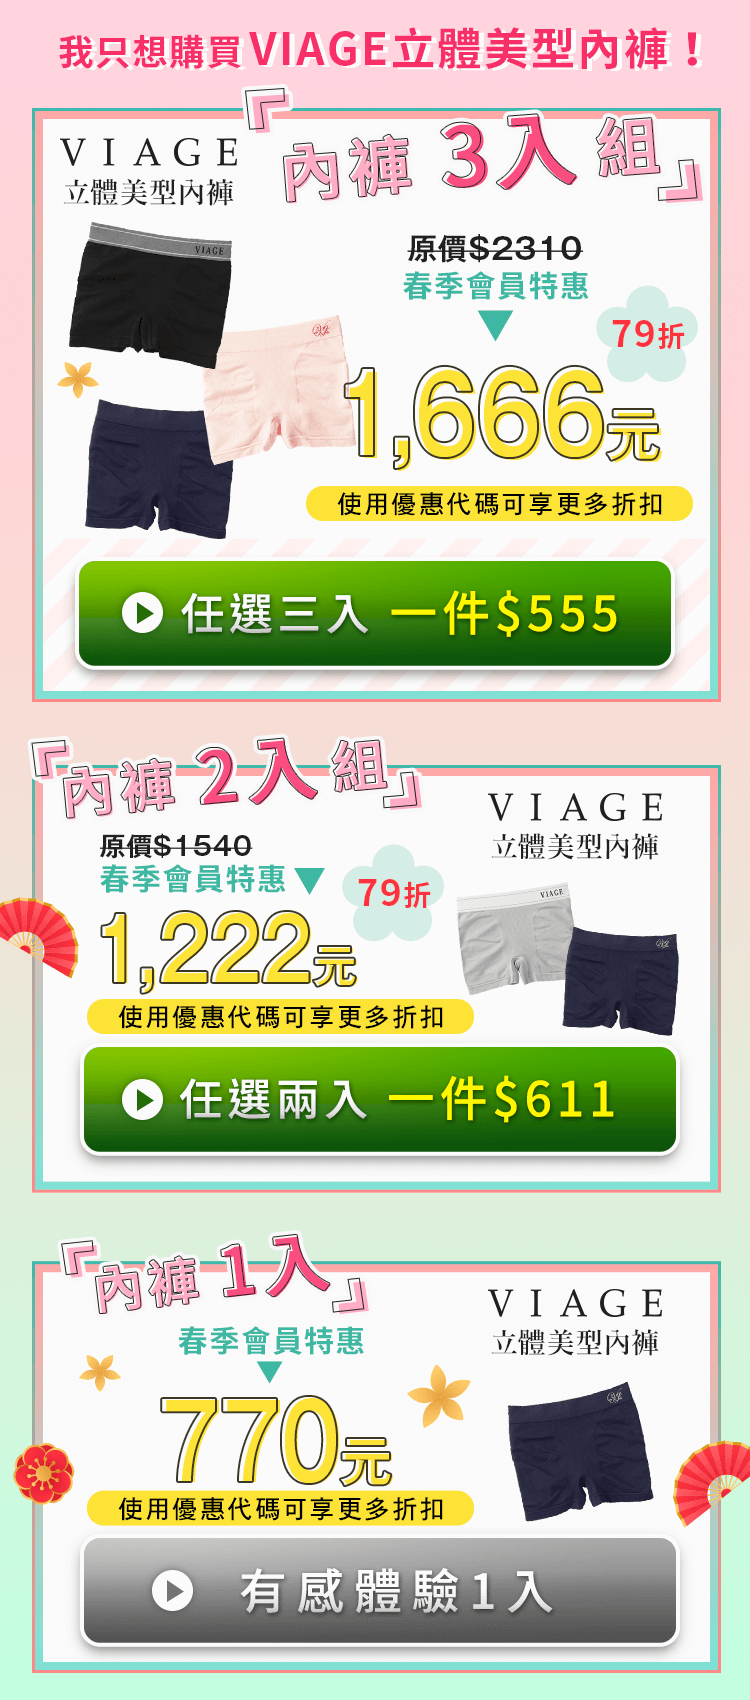 我只想購買VIAGE立體美型內褲！
『內褲3入組』
VIAGE
立體美型內褲
VIAGE
原價$2310
春季會員特惠
79折
1,666元
使用優惠代碼可享更多折扣
任選三入 一件$555
『內褲2入組』
VIAGE
立體美型內褲
原價$1540
春季會員特惠
79折
VIAGE
1,222元
使用優惠代碼可享更多折扣
任選兩入 一件$611
『內褲1入』
VIAGE
立體美型內褲
春季會員特惠
770元
使用優惠代碼可享更多折扣
有感體驗1入